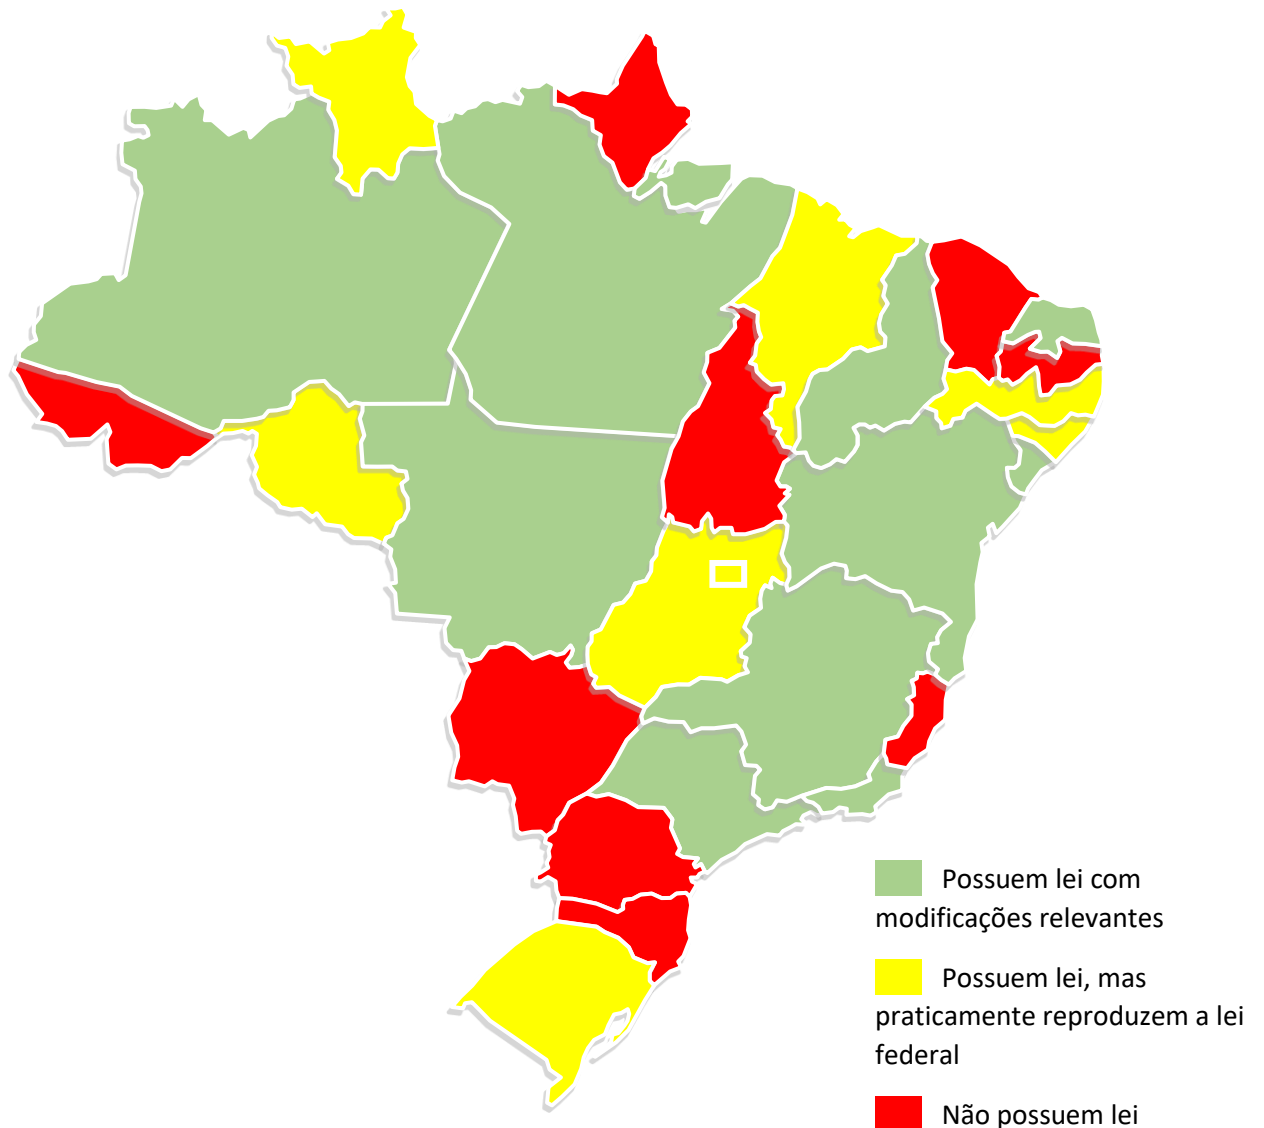 Possuem lei com
modificações relevantes
Possuem lei, mas
praticamente reproduzem a lei
federal
Não possuem lei